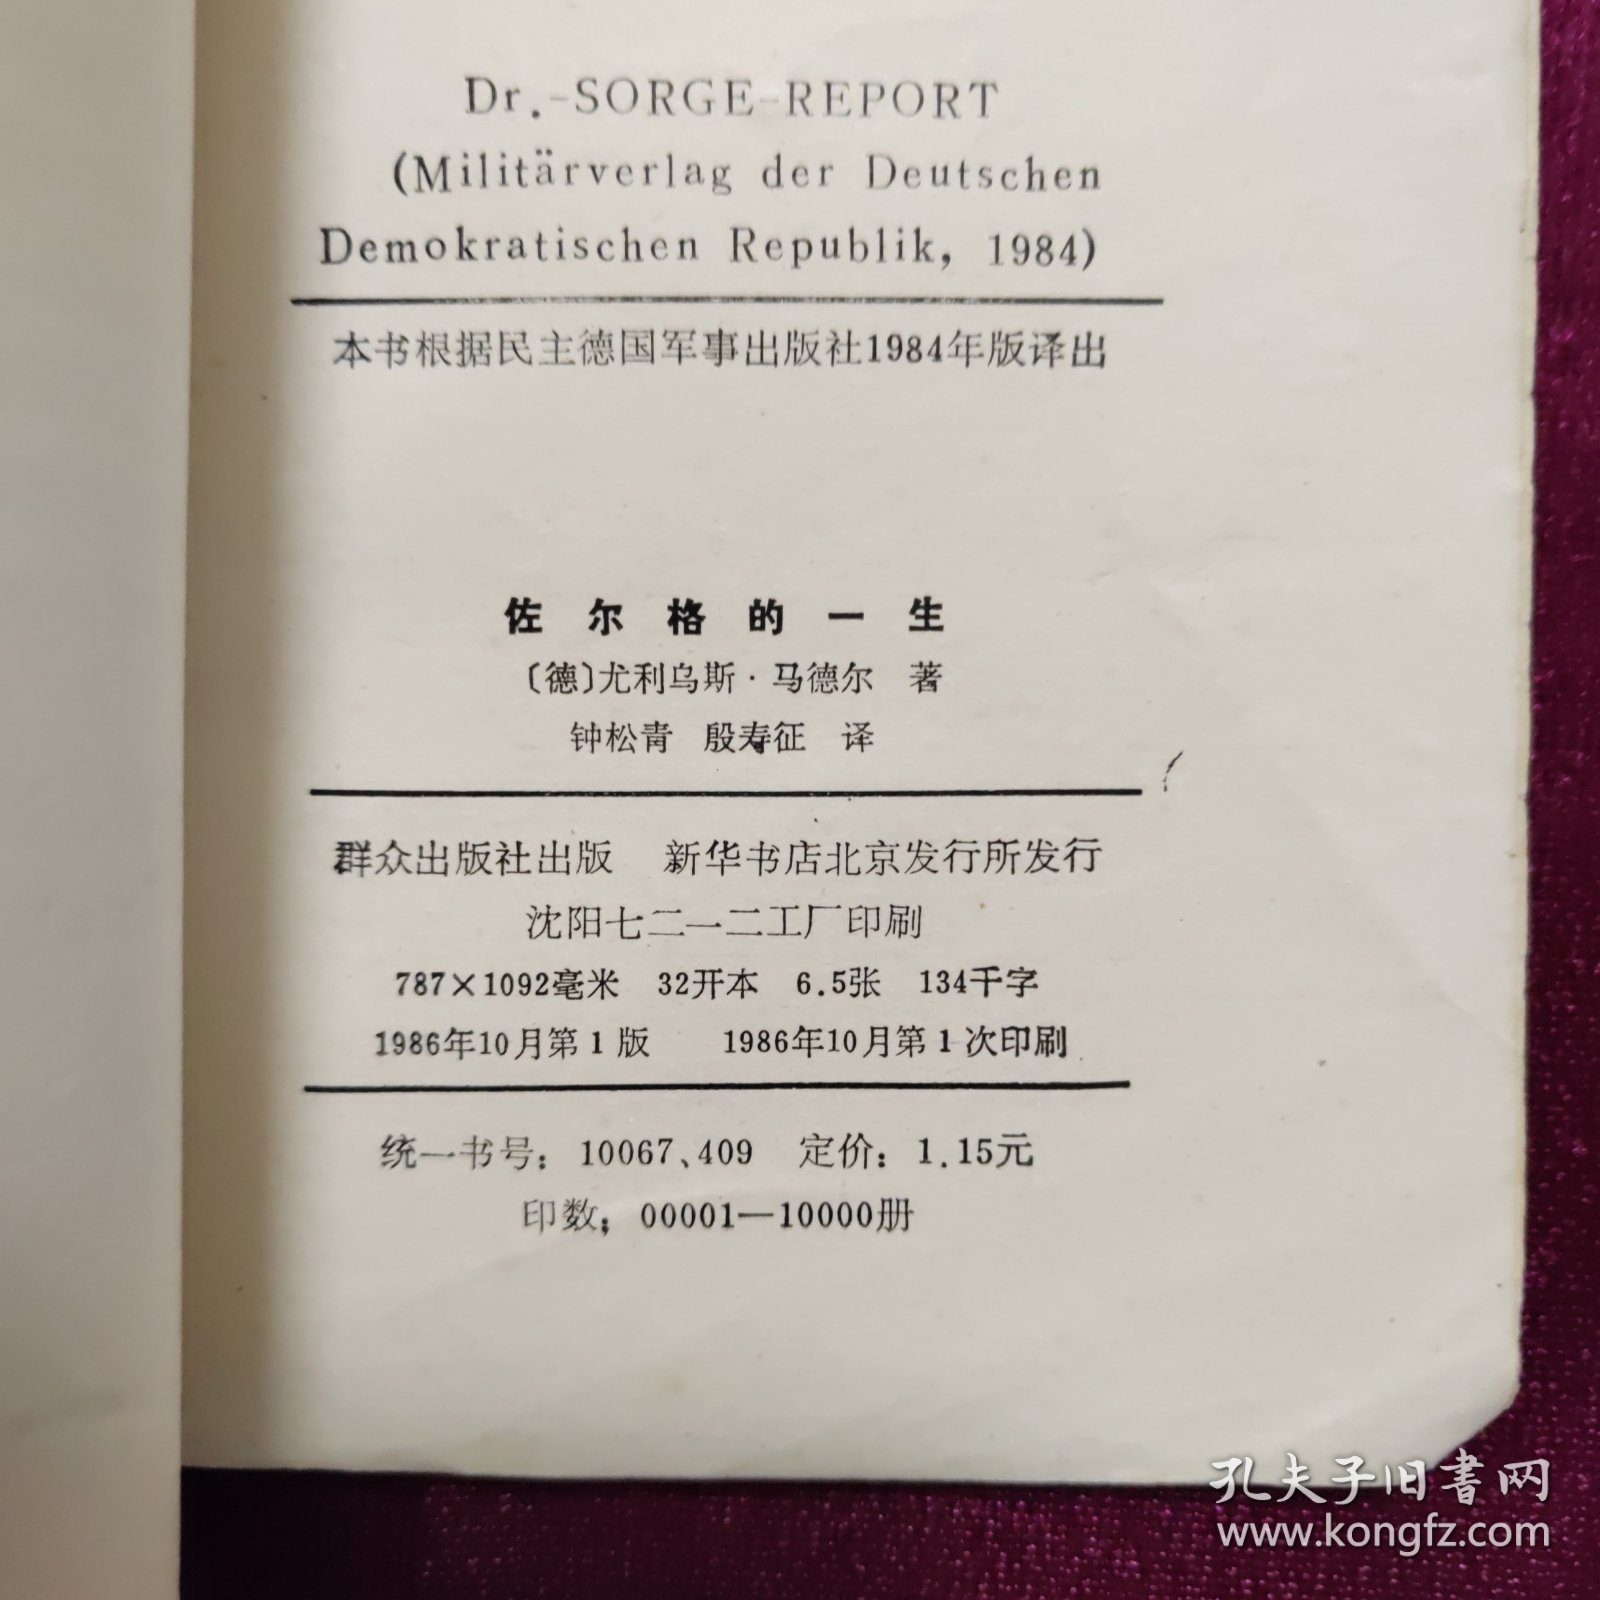 Dr.-SORGE-REPORT
(Militärverlag der Deutschen
Demokratischen Republik, 1984)
本书根据民主德国军事出版社1984年版译出
佐尔格的一生
〔德〕尤利乌斯·马德尔 著
钟松青 殷寿征 译
群众出版社出版 新华书店北京发行所发行
沈阳七二一二工厂印刷
787×1092毫米 32开本 6.5张 134千字
1986年10月第1版 1986年10月第1次印刷
统一书号：10067、409 定价：1.15元
印数：00001—10000册
孔夫子旧書网
www.kongfz.com